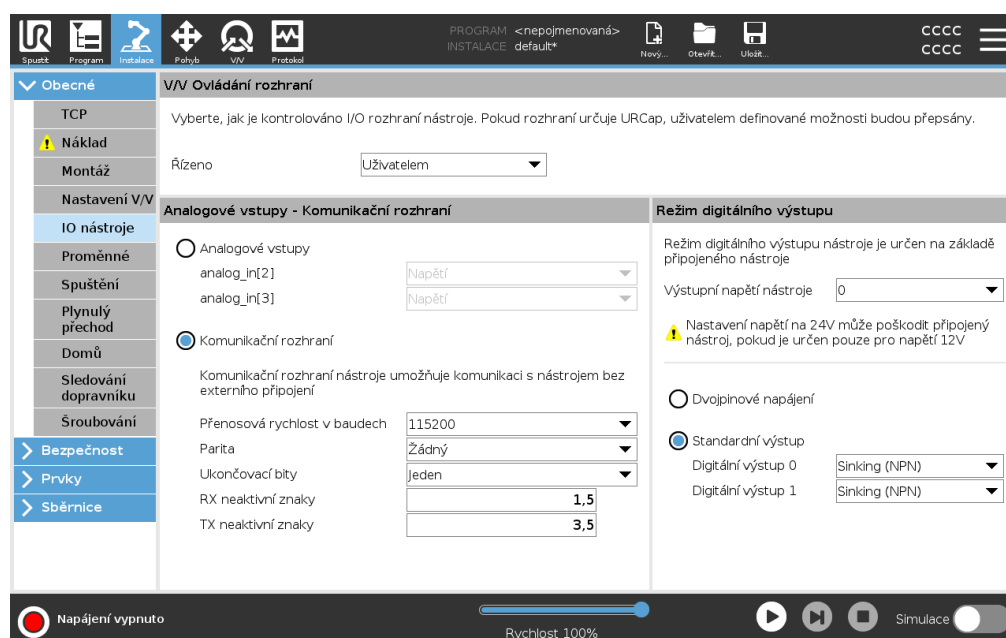 UR
PROGRAM <nepojmenovaná>
INSTALACE default*
cccc
cccc
Spustit Program Instalace Pohyb V/V Protokol Nový... Otevřít... Uložit...
Obecné
TCP
Náklad
Montáž
Nastavení V/V
IO nástroje
Proměnné
Spuštění
Plynulý
přechod
Domů
Sledování
dopravníku
Šroubování
Bezpečnost
Prvky
Sběrnice
V/V Ovládání rozhraní
Vyberte, jak je kontrolováno I/O rozhraní nástroje. Pokud rozhraní určuje URCap, uživatelem definované možnosti budou přepsány.
Řízeno Uživatelem
Analogové vstupy - Komunikační rozhraní
Analogové vstupy
analog_in[2] Napětí
analog_in[3] Napětí
Komunikační rozhraní
Komunikační rozhraní nástroje umožňuje komunikaci s nástrojem bez
externího připojení
Přenosová rychlost v baudech 115200
Parita Žádný
Ukončovací bity Jeden
RX neaktivní znaky 1,5
TX neaktivní znaky 3,5
Režim digitálního výstupu
Režim digitálního výstupu nástroje je určen na základě
připojeného nástroje
Výstupní napětí nástroje 0
Nastavení napětí na 24V může poškodit připojený
nástroj, pokud je určen pouze pro napětí 12V
Dvojpinové napájení
Standardní výstup
Digitální výstup 0 Sinking (NPN)
Digitální výstup 1 Sinking (NPN)
Napájení vypnuto
Rychlost 100%
Simulace